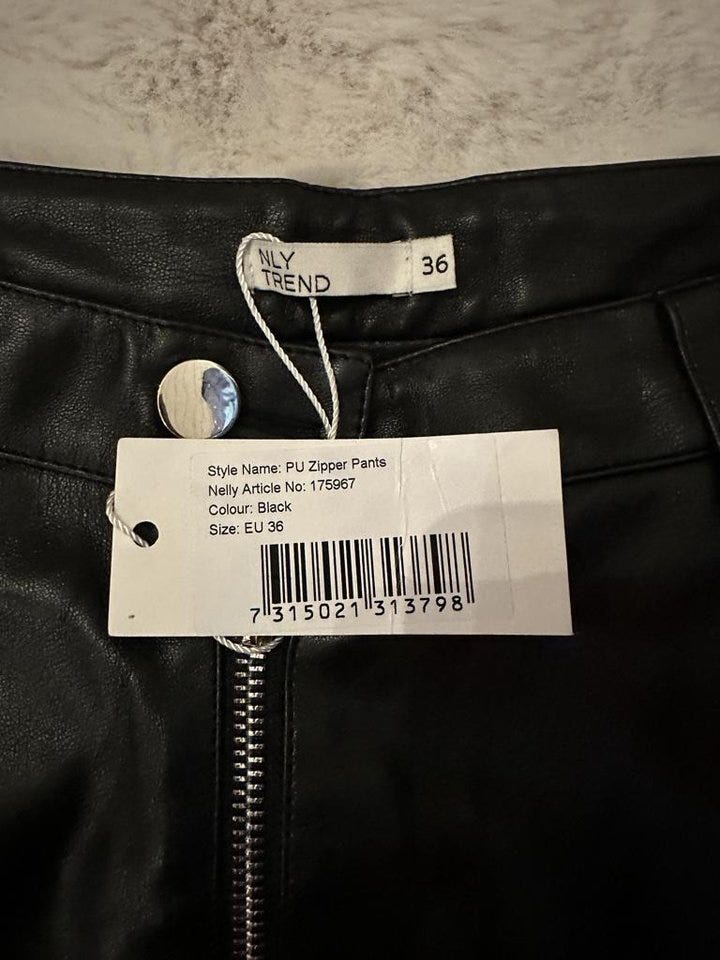 NLY
TREND
36
Style Name: PU Zipper Pants
Nelly Article No: 175967
Colour: Black
Size: EU 36
7 315021 313798